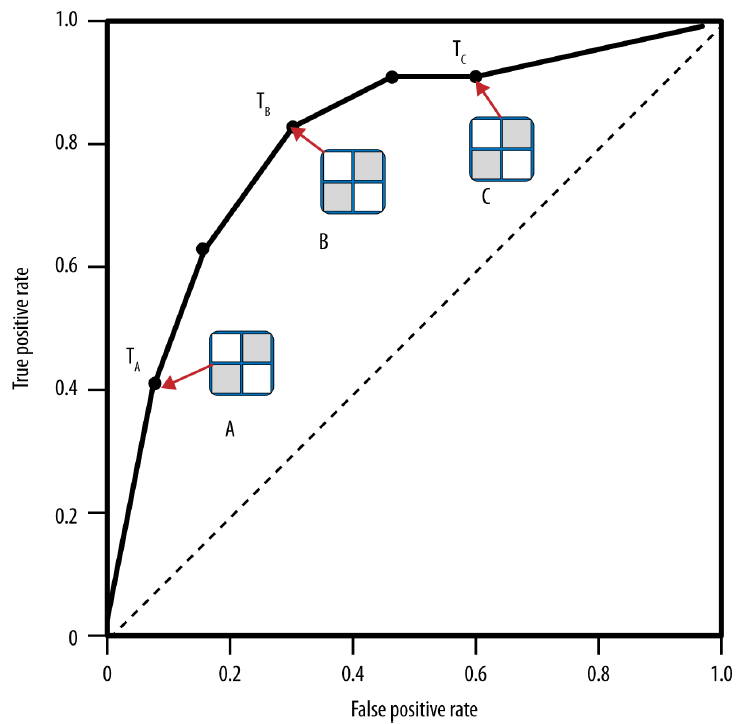 1.0
T_C
T_B
0.8
C
B
0.6
True positive rate
T_A
0.4
A
0.2
0
0 0.2 0.4 0.6 0.8 1.0
False positive rate